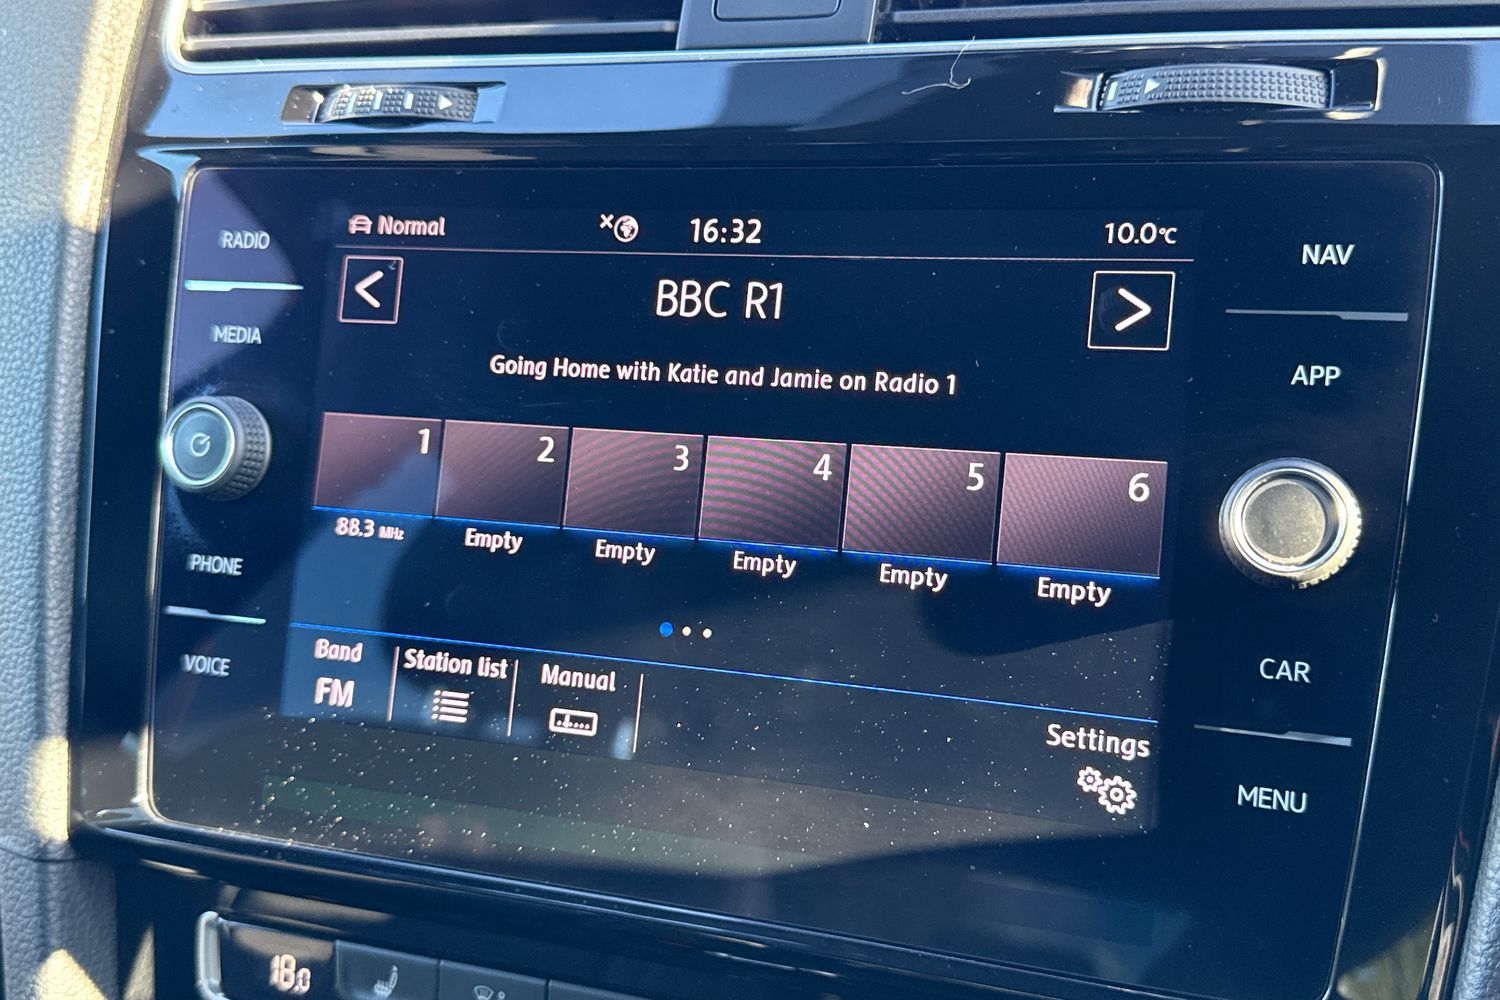 RADIO
MEDIA
PHONE
VOICE
Normal
16:32
10.0°C
BBC R1
Going Home with Katie and Jamie on Radio 1
1
2
3
4
5
6
88.3 MHz
Empty
Empty
Empty
Empty
Empty
Band
FM
Station list
Manual
Settings
NAV
APP
CAR
MENU
18.0